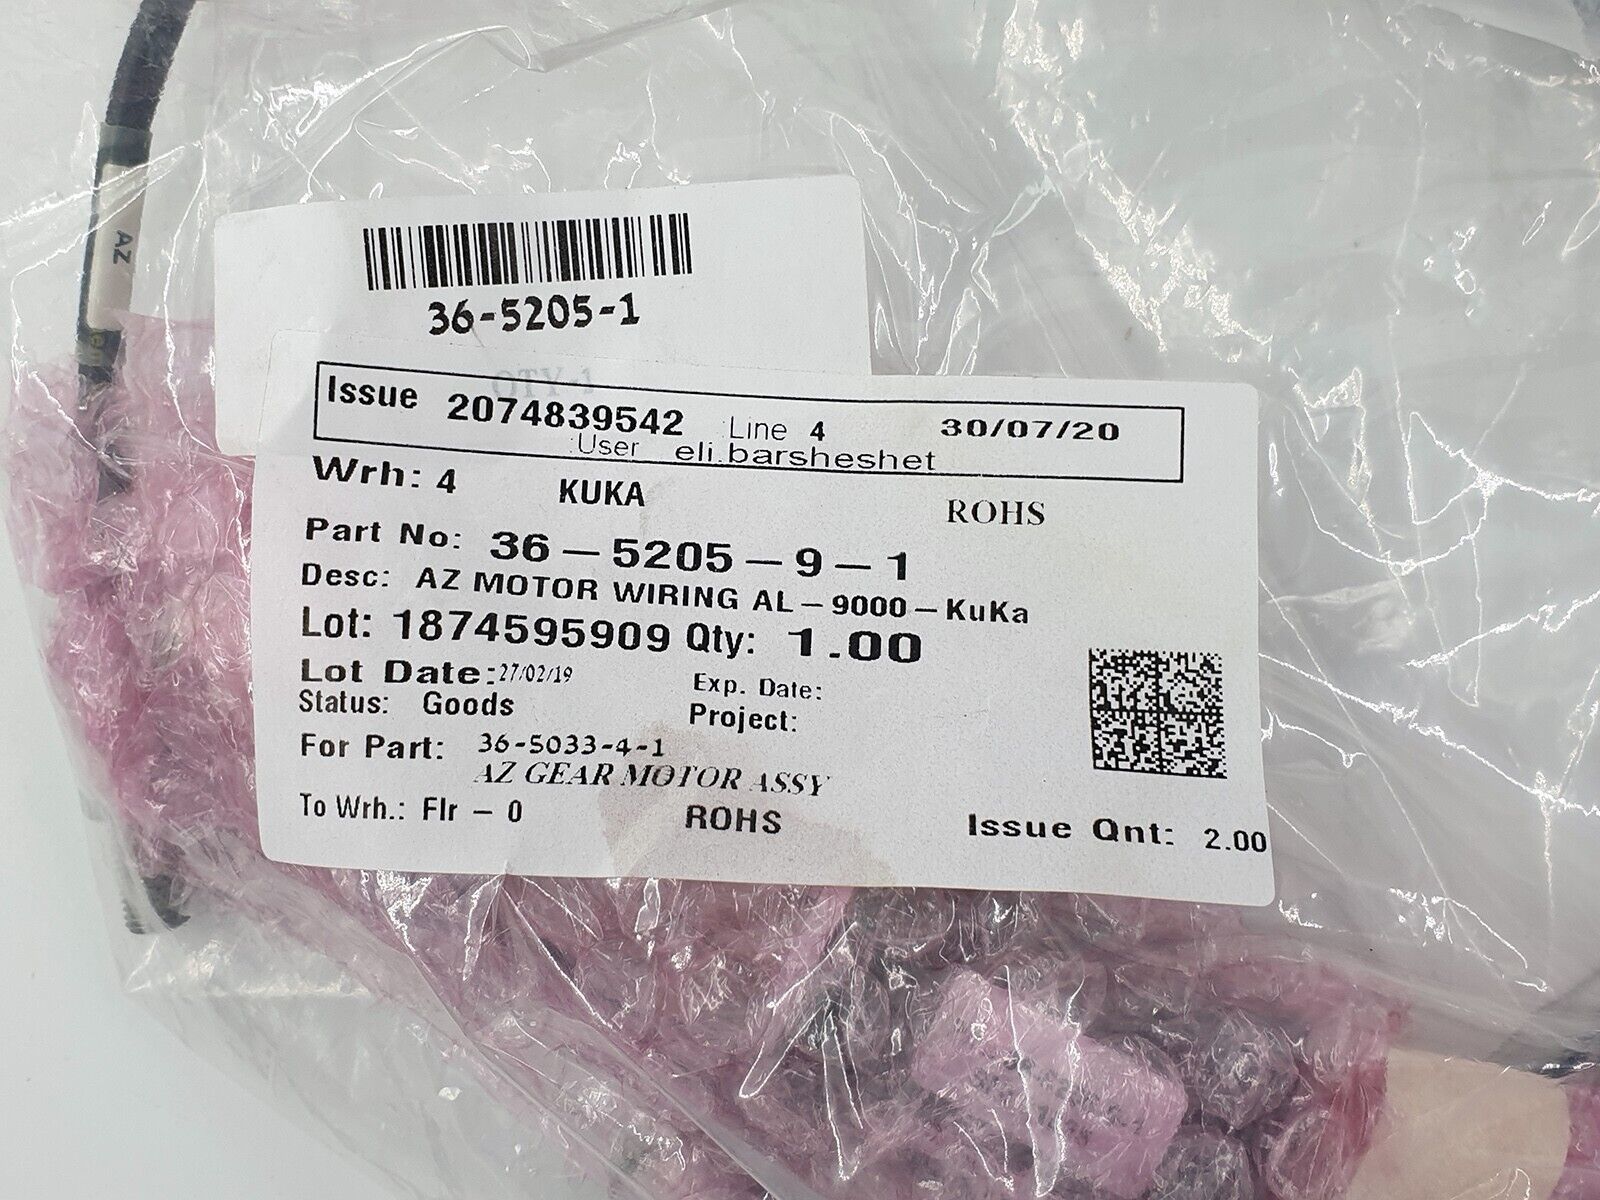 AZ
36-5205-1
QTY-1
Issue 2074839542 :Line 4 30/07/20
:User eli.barsheshet
Wrh: 4 KUKA ROHS
Part No: 36-5205-9-1
Desc: AZ MOTOR WIRING AL-9000-KuKa
Lot: 1874595909 Qty: 1.00
Lot Date:27/02/19 Exp. Date:
Status: Goods Project:
For Part: 36-5033-4-1
AZ GEAR MOTOR ASSY
To Wrh.: Flr - 0 ROHS Issue Qnt: 2.00